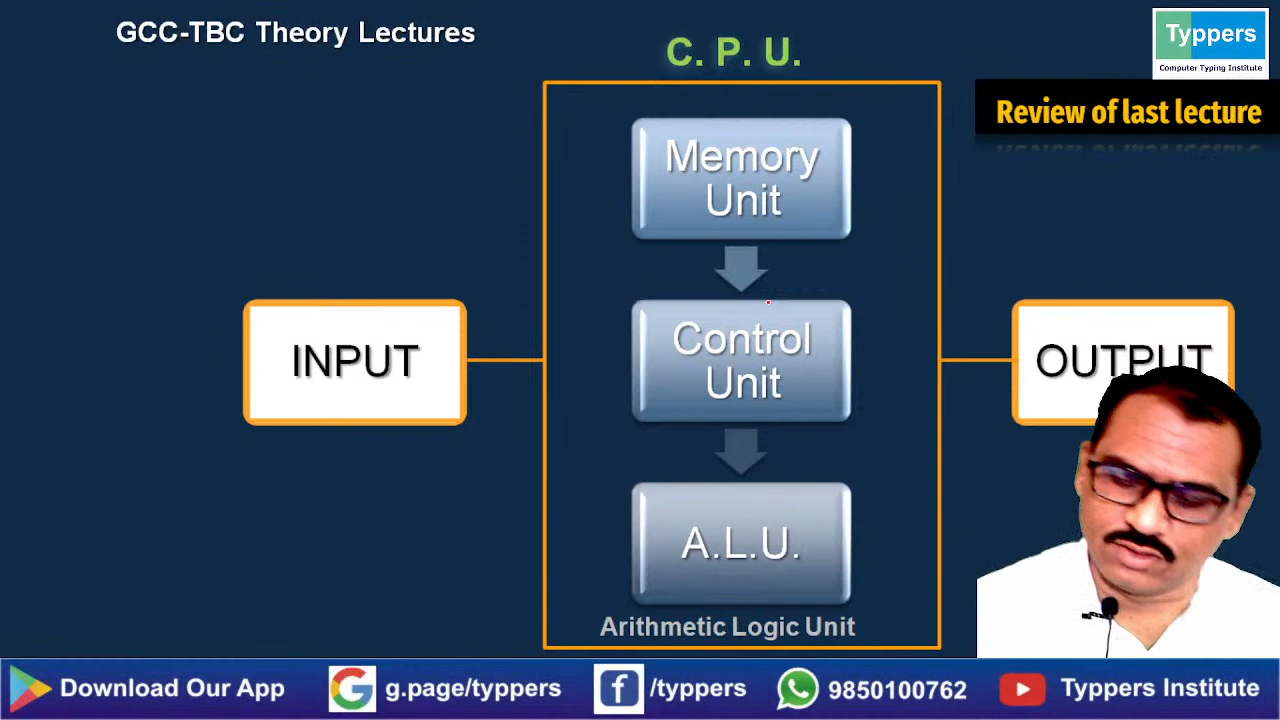 GCC-TBC Theory Lectures
C. P. U.
Typpers
Computer Typing Institute
Review of last lecture
Memory
Unit
Control
Unit
INPUT
OUTPUT
A.L.U.
Arithmetic Logic Unit
Download Our App
g.page/typpers
/typpers
9850100762
Typpers Institute